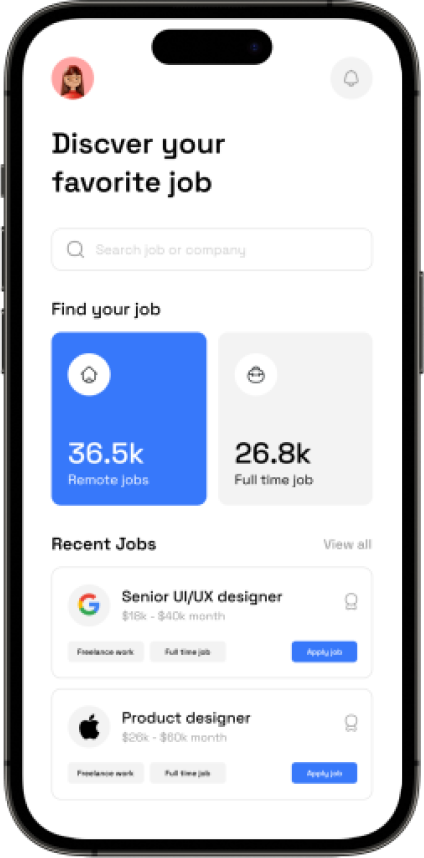 Discver your
favorite job
Search job or company
Find your job
36.5k
Remote jobs
26.8k
Full time job
Recent Jobs
View all
Senior UI/UX designer
$18k - $40k month
Freelance work
Full time job
Apply job
Product designer
$26k - $60k month
Freelance work
Full time job
Apply job